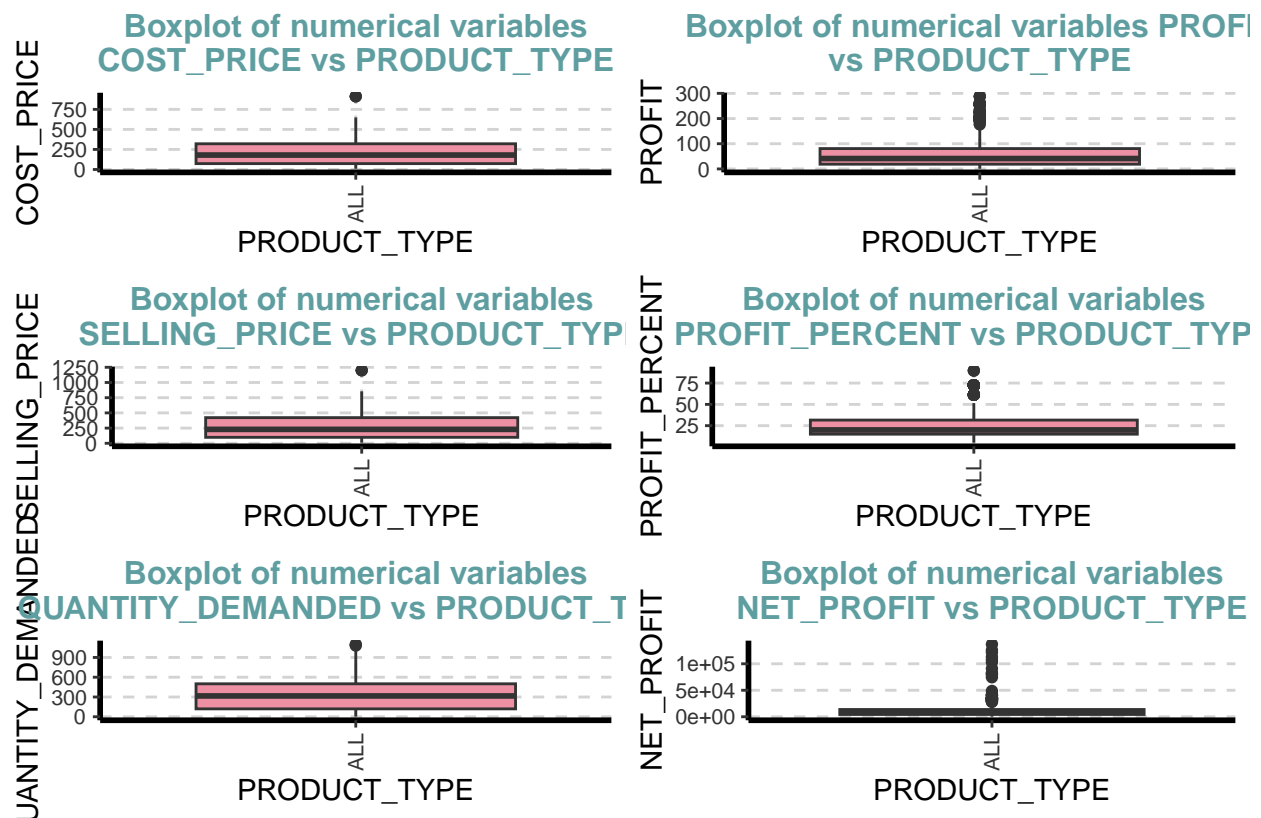 Boxplot of numerical variables
COST_PRICE vs PRODUCT_TYPE
COST_PRICE
750
500
250
0
ALL
PRODUCT_TYPE
Boxplot of numerical variables PROFI
vs PRODUCT_TYPE
PROFIT
300
200
100
0
ALL
PRODUCT_TYPE
Boxplot of numerical variables
SELLING_PRICE vs PRODUCT_TYP
SELLING_PRICE
1250
1000
750
500
250
0
ALL
PRODUCT_TYPE
Boxplot of numerical variables
PROFIT_PERCENT vs PRODUCT_TYP
PROFIT_PERCENT
75
50
25
ALL
PRODUCT_TYPE
Boxplot of numerical variables
QUANTITY_DEMANDED vs PRODUCT_T
UANTITY_DEMANDED
900
600
300
0
ALL
PRODUCT_TYPE
Boxplot of numerical variables
NET_PROFIT vs PRODUCT_TYPE
NET_PROFIT
1e+05
5e+04
0e+00
ALL
PRODUCT_TYPE